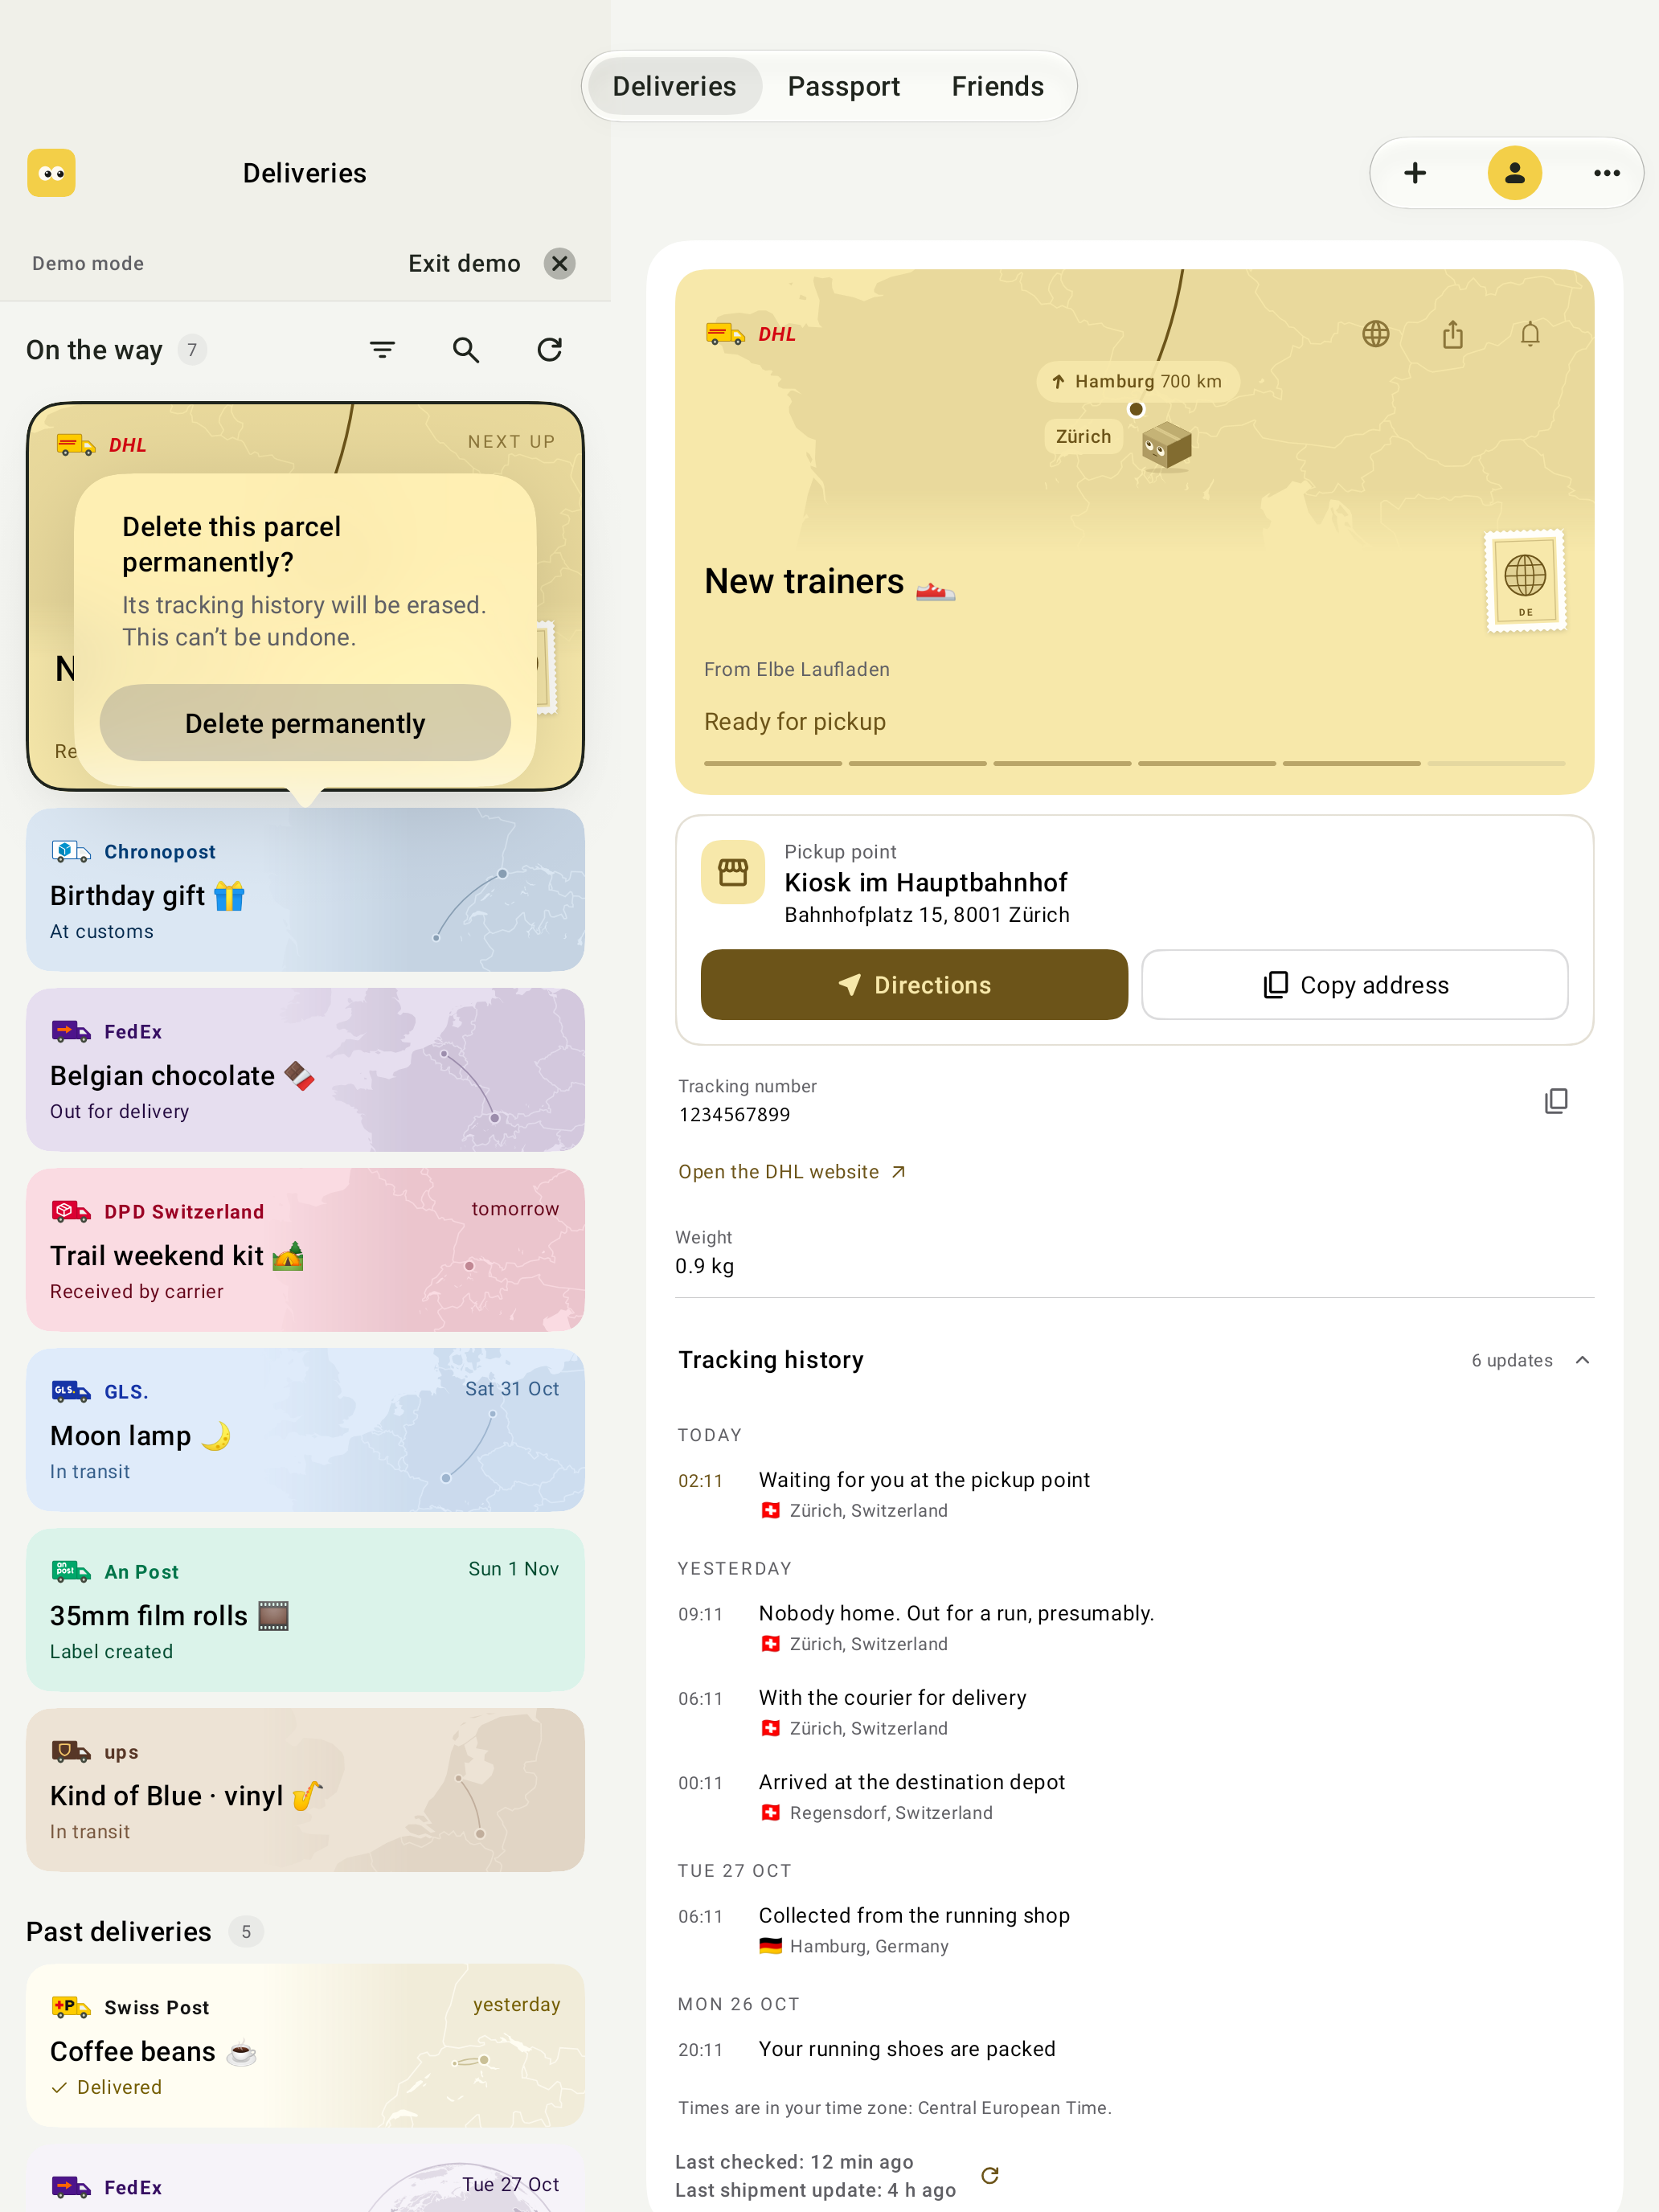 Deliveries Passport Friends
Deliveries
Demo mode
Exit demo
On the way 7
DHL
NEXT UP
Delete this parcel
permanently?
Its tracking history will be erased.
This can’t be undone.
Delete permanently
N
Re
Chronopost
Birthday gift
At customs
FedEx
Belgian chocolate
Out for delivery
DPD Switzerland
tomorrow
Trail weekend kit
Received by carrier
GLS.
GLS.
Sat 31 Oct
Moon lamp
In transit
an
post
An Post
Sun 1 Nov
35mm film rolls
Label created
ups
Kind of Blue · vinyl
In transit
Past deliveries 5
P
Swiss Post
yesterday
Coffee beans
Delivered
FedEx
Tue 27 Oct
DHL
Hamburg 700 km
Zürich
New trainers
DE
From Elbe Laufladen
Ready for pickup
Pickup point
Kiosk im Hauptbahnhof
Bahnhofplatz 15, 8001 Zürich
Directions
Copy address
Tracking number
1234567899
Open the DHL website
Weight
0.9 kg
Tracking history
6 updates
TODAY
02:11 Waiting for you at the pickup point
Zürich, Switzerland
YESTERDAY
09:11 Nobody home. Out for a run, presumably.
Zürich, Switzerland
06:11 With the courier for delivery
Zürich, Switzerland
00:11 Arrived at the destination depot
Regensdorf, Switzerland
TUE 27 OCT
06:11 Collected from the running shop
Hamburg, Germany
MON 26 OCT
20:11 Your running shoes are packed
Times are in your time zone: Central European Time.
Last checked: 12 min ago
Last shipment update: 4 h ago